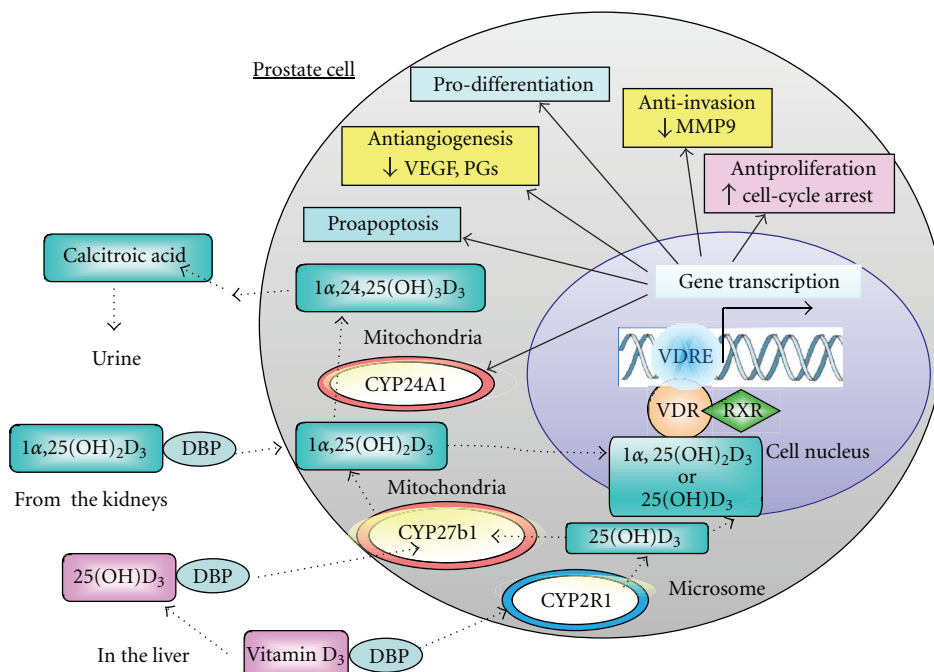 Prostate cell
Pro-differentiation
Anti-invasion
↓ MMP9
Antiangiogenesis
↓ VEGF, PGs
Antiproliferation
↑ cell-cycle arrest
Proapoptosis
Calcitroic acid
1α,24,25(OH)₃D₃
Gene transcription
Urine
Mitochondria
CYP24A1
VDRE
VDR
RXR
1α,25(OH)₂D₃
DBP
1α,25(OH)₂D₃
Cell nucleus
1α, 25(OH)₂D₃
or
25(OH)D₃
From the kidneys
Mitochondria
CYP27b1
25(OH)D₃
25(OH)D₃
DBP
CYP2R1
Microsome
In the liver
Vitamin D₃
DBP